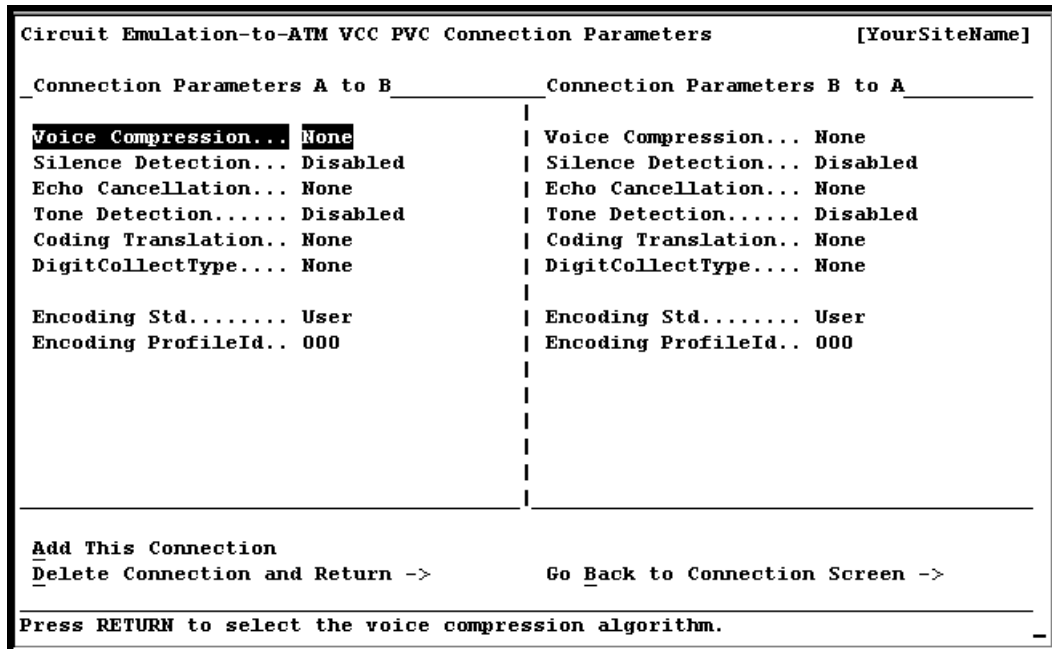 Circuit Emulation-to-ATM VCC PVC Connection Parameters [YourSiteName]
Connection Parameters A to B Connection Parameters B to A
Voice Compression... None | Voice Compression... None
Silence Detection... Disabled | Silence Detection... Disabled
Echo Cancellation... None | Echo Cancellation... None
Tone Detection...... Disabled | Tone Detection...... Disabled
Coding Translation.. None | Coding Translation.. None
DigitCollectType.... None | DigitCollectType.... None
Encoding Std........ User | Encoding Std........ User
Encoding ProfileId.. 000 | Encoding ProfileId.. 000
Add This Connection
Delete Connection and Return -> Go Back to Connection Screen ->
Press RETURN to select the voice compression algorithm.